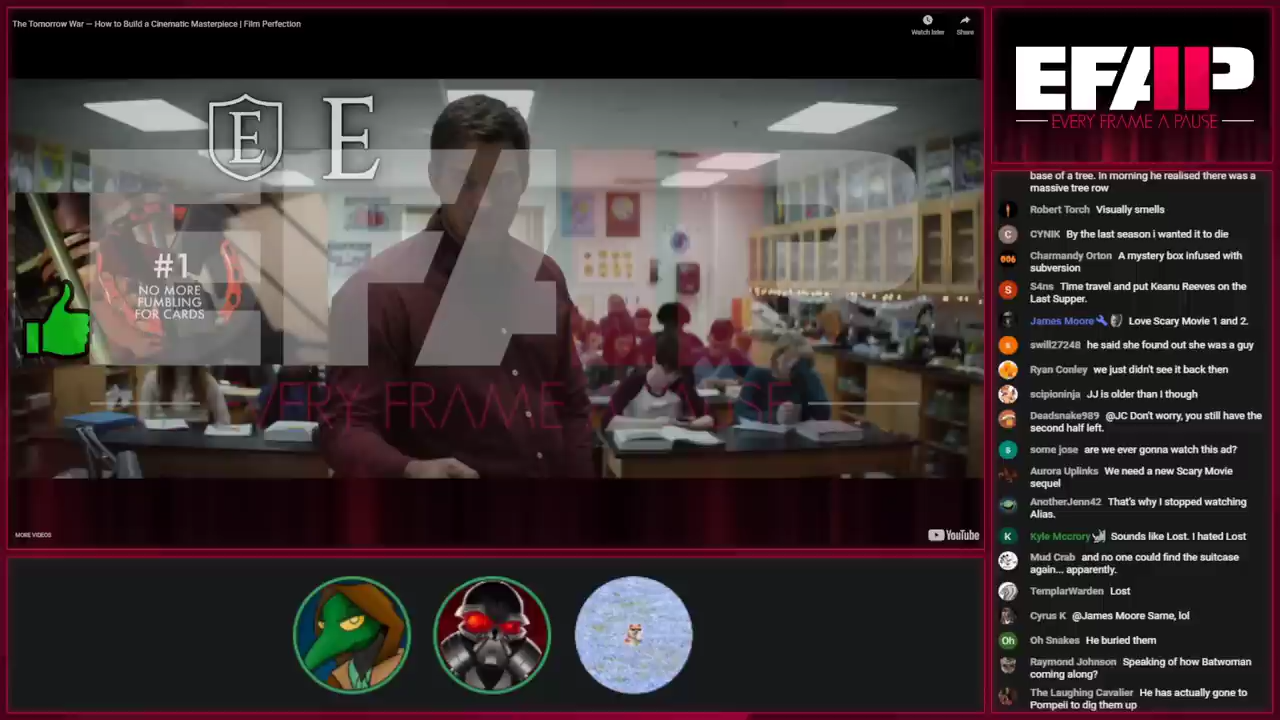 The Tomorrow War — How to Build a Cinematic Masterpiece | Film Perfection
Watch later
Share
E
E
EFAP
EVERY FRAME A PAUSE
#1
NO MORE
FUMBLING
FOR CARDS
MORE VIDEOS
YouTube
EFAP
EVERY FRAME A PAUSE
base of a tree. In morning he realised there was a
massive tree row
Robert Torch Visually smells
C CYNIK By the last season i wanted it to die
Charmandy Orton A mystery box infused with
subversion
S S4ns Time travel and put Keanu Reeves on the
Last Supper.
James Moore Love Scary Movie 1 and 2.
s swill27248 he said she found out she was a guy
Ryan Conley we just didn't see it back then
scipioninja JJ is older than I though
Deadsnake989 @JC Don't worry, you still have the
second half left.
s some jose are we ever gonna watch this ad?
Aurora Uplinks We need a new Scary Movie
sequel
AnotherJenn42 That's why I stopped watching
Alias.
K Kyle Mccrory Sounds like Lost. I hated Lost
Mud Crab and no one could find the suitcase
again... apparently.
TemplarWarden Lost
Cyrus K @James Moore Same, lol
Oh Oh Snakes He buried them
Raymond Johnson Speaking of how Batwoman
coming along?
The Laughing Cavalier He has actually gone to
Pompeii to dig them up